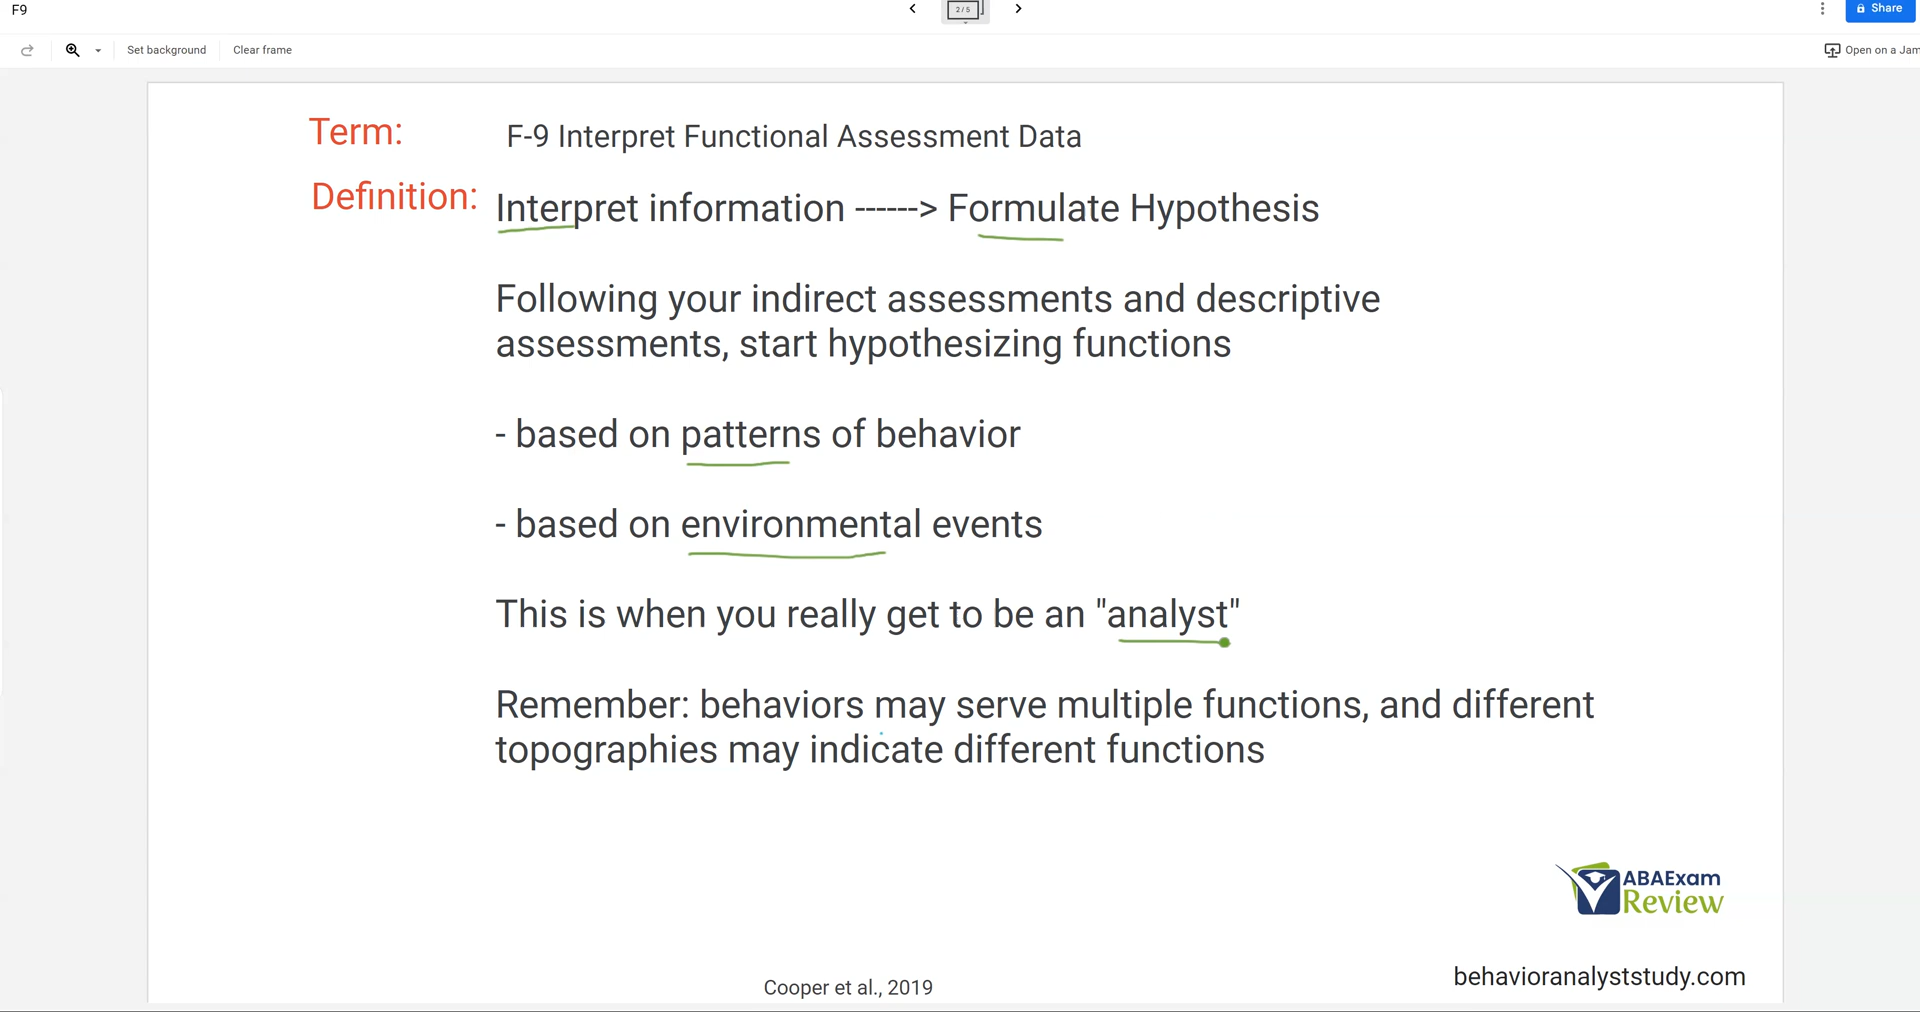 F9
2 / 5
Share
Set background
Clear frame
Open on a Jam
Term:
F-9 Interpret Functional Assessment Data
Definition:
Interpret information ------> Formulate Hypothesis
Following your indirect assessments and descriptive
assessments, start hypothesizing functions
- based on patterns of behavior
- based on environmental events
This is when you really get to be an "analyst"
Remember: behaviors may serve multiple functions, and different
topographies may indicate different functions
ABAExam
Review
behavioranalyststudy.com
Cooper et al., 2019